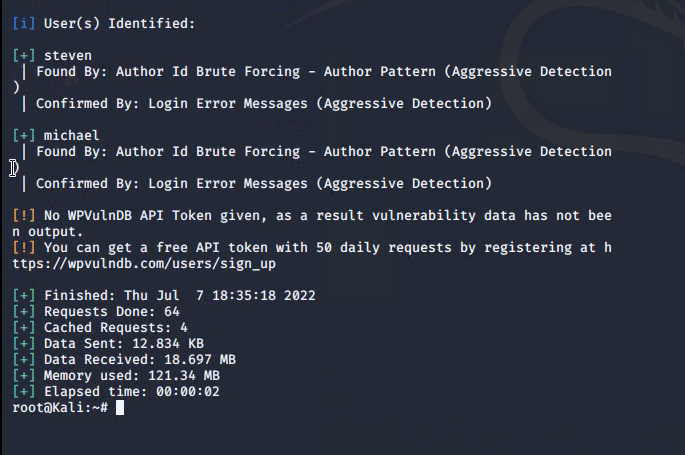 [i] User(s) Identified:
[+] steven
| Found By: Author Id Brute Forcing - Author Pattern (Aggressive Detection
)
| Confirmed By: Login Error Messages (Aggressive Detection)
[+] michael
| Found By: Author Id Brute Forcing - Author Pattern (Aggressive Detection
)
| Confirmed By: Login Error Messages (Aggressive Detection)
[!] No WPVulnDB API Token given, as a result vulnerability data has not bee
n output.
[!] You can get a free API token with 50 daily requests by registering at h
ttps://wpvulndb.com/users/sign_up
[+] Finished: Thu Jul  7 18:35:18 2022
[+] Requests Done: 64
[+] Cached Requests: 4
[+] Data Sent: 12.834 KB
[+] Data Received: 18.697 MB
[+] Memory used: 121.34 MB
[+] Elapsed time: 00:00:02
root@Kali:~#